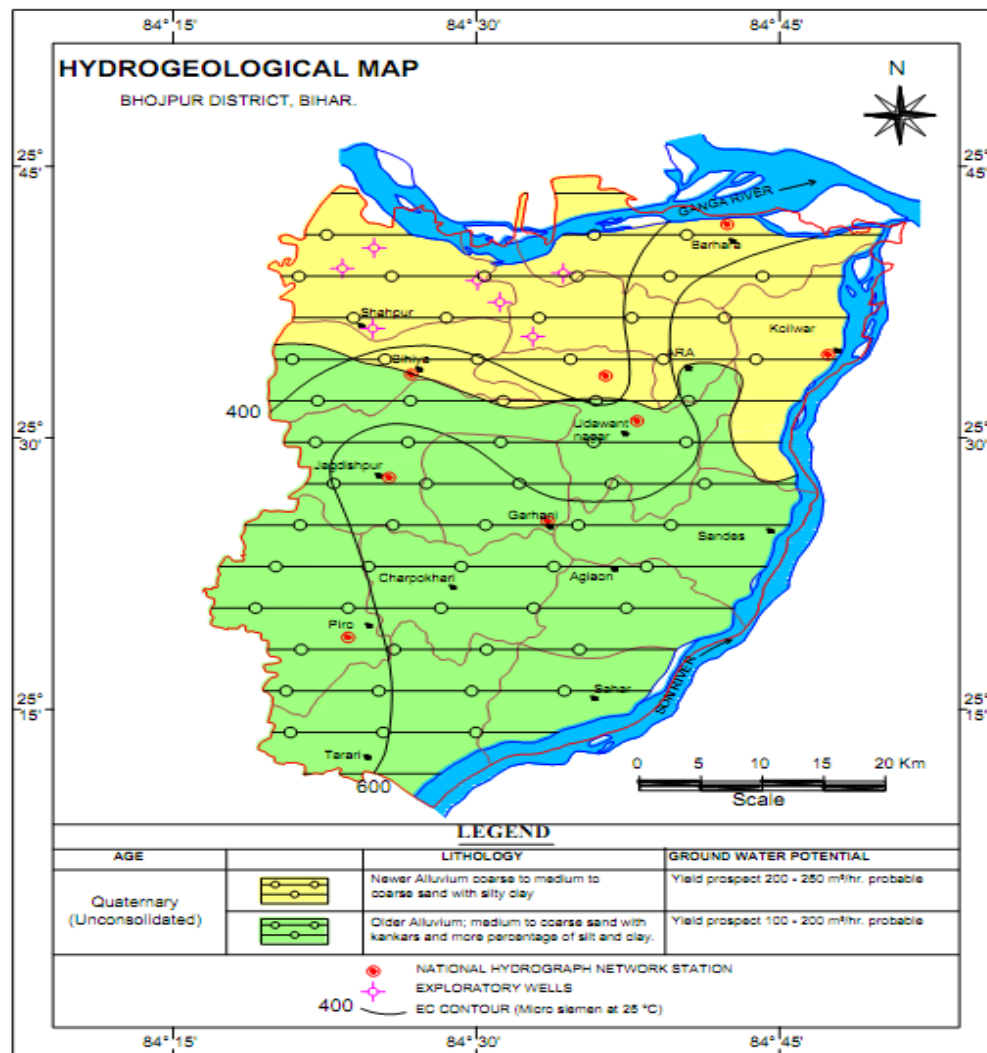 84° 15' 84° 30' 84° 45'
HYDROGEOLOGICAL MAP
BHOJPUR DISTRICT, BIHAR.
N
25° 45' 25° 45'
GANGA RIVER
Barhara
Shahpur
Koilwar
Bihiya
ARA
400
Udawant
nagar
25° 30' 25° 30'
Jagdishpur
Garhani
Sandes
Charpokhari
Agiaon
Piro
SON RIVER
Sahar
25° 15' 25° 15'
Tarari
600
0 5 10 15 20 Km
Scale
LEGEND
AGE LITHOLOGY GROUND WATER POTENTIAL
Quaternary
(Unconsolidated)
Newer Alluvium coarse to medium to
coarse sand with silty clay
Yield prospect 200 - 250 m³/hr. probable
Older Alluvium; medium to coarse sand with
kankars and more percentage of silt and clay.
Yield prospect 100 - 200 m³/hr. probable
NATIONAL HYDROGRAPH NETWORK STATION
EXPLORATORY WELLS
400 EC CONTOUR (Micro siemen at 25 °C)
84° 15' 84° 30' 84° 45'